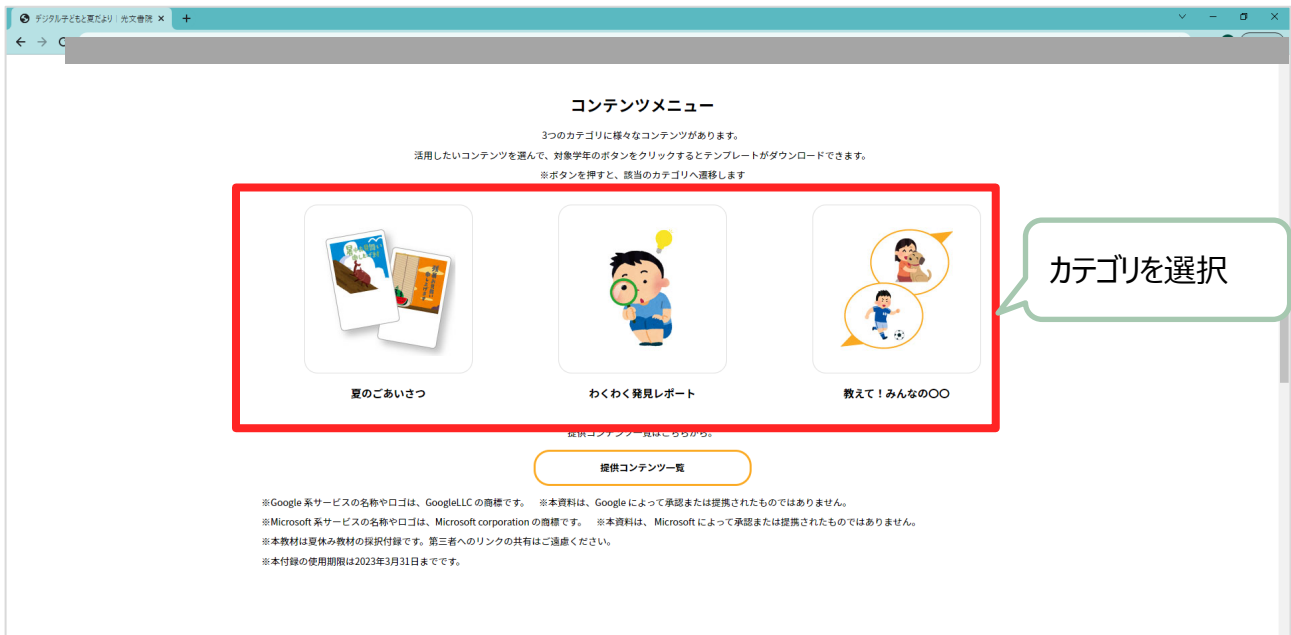 デジタル子どもと夏だより｜光文書院
コンテンツメニュー
3つのカテゴリに様々なコンテンツがあります。
活用したいコンテンツを選んで、対象学年のボタンをクリックするとテンプレートがダウンロードできます。
※ボタンを押すと、該当のカテゴリへ遷移します
カテゴリを選択
夏のごあいさつ
わくわく発見レポート
教えて！みんなの〇〇
提供コンテンツ一覧はこちらから。
提供コンテンツ一覧
※Google 系サービスの名称やロゴは、GoogleLLC の商標です。　※本資料は、Google によって承認または提携されたものではありません。
※Microsoft 系サービスの名称やロゴは、Microsoft corporation の商標です。　※本資料は、 Microsoft によって承認または提携されたものではありません。
※本教材は夏休み教材の採択付録です。第三者へのリンクの共有はご遠慮ください。
※本付録の使用期限は2023年3月31日までです。